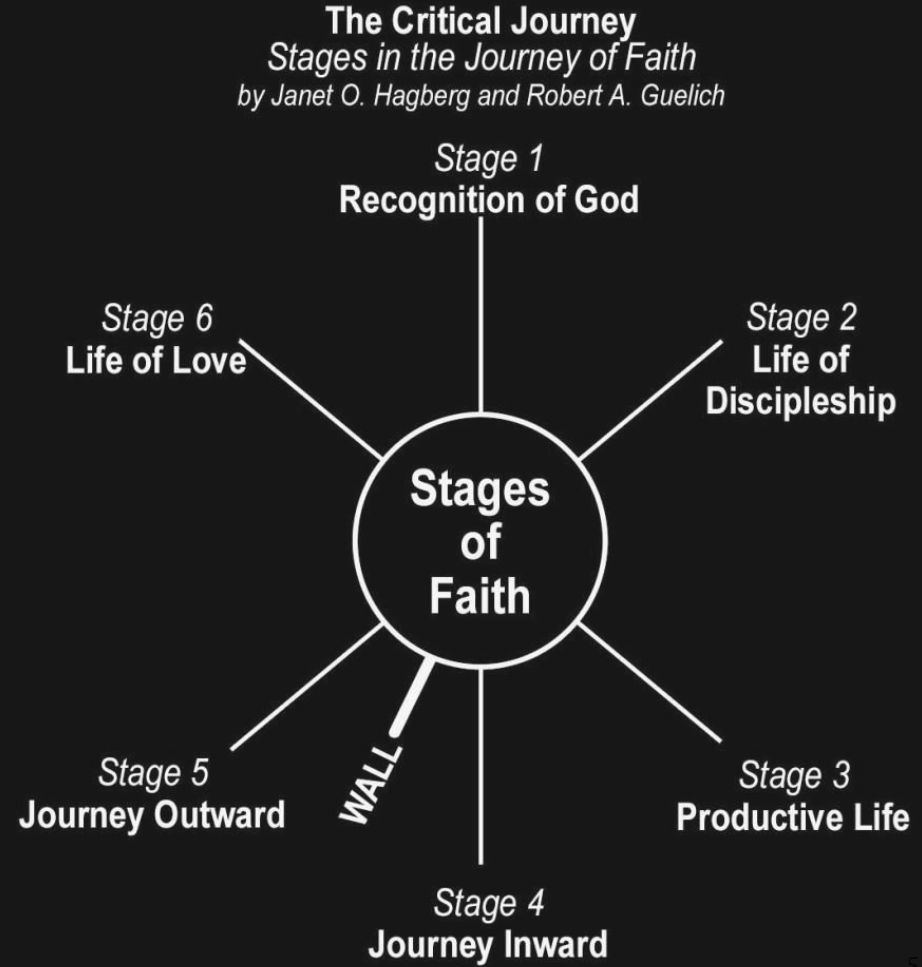 The Critical Journey
Stages in the Journey of Faith
by Janet O. Hagberg and Robert A. Guelich
Stage 1
Recognition of God
Stage 2
Life of
Discipleship
Stage 3
Productive Life
Stage 4
Journey Inward
WALL
Stage 5
Journey Outward
Stage 6
Life of Love
Stages
of
Faith